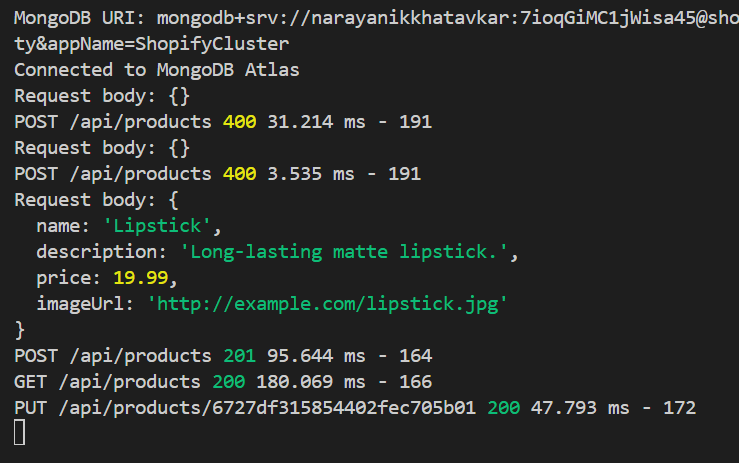 MongoDB URI: mongodb+srv://narayanikkhatavkar:7ioqGiMC1jWisa45@sho
ty&appName=ShopifyCluster
Connected to MongoDB Atlas
Request body: {}
POST /api/products 400 31.214 ms - 191
Request body: {}
POST /api/products 400 3.535 ms - 191
Request body: {
  name: 'Lipstick',
  description: 'Long-lasting matte lipstick.',
  price: 19.99,
  imageUrl: 'http://example.com/lipstick.jpg'
}
POST /api/products 201 95.644 ms - 164
GET /api/products 200 180.069 ms - 166
PUT /api/products/6727df315854402fec705b01 200 47.793 ms - 172